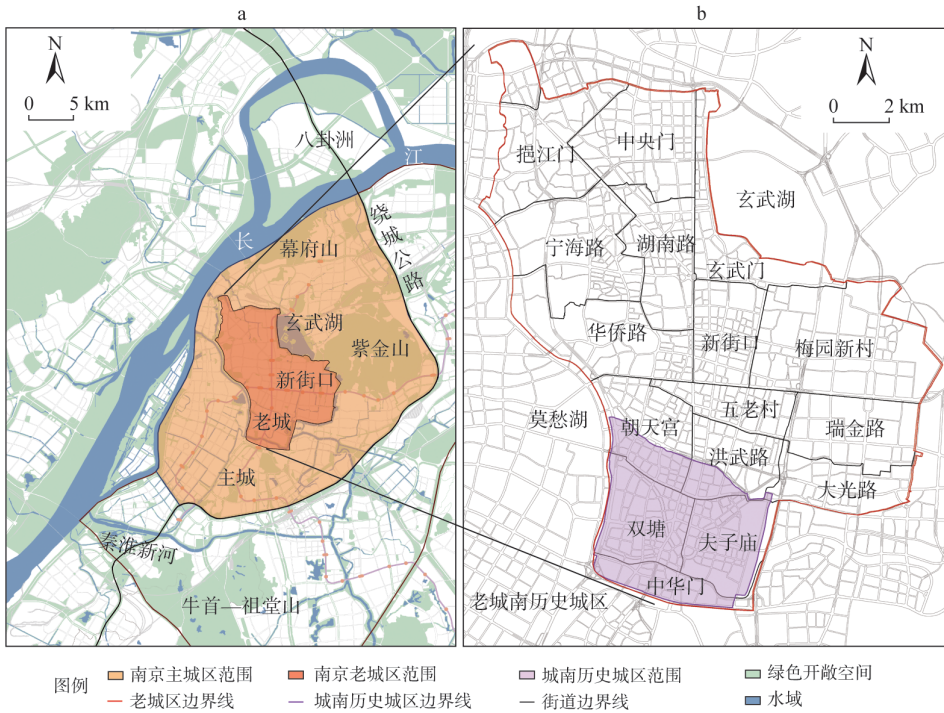 a
b
N
0 5 km
八卦洲
长
江
幕府山
绕城公路
玄武湖
紫金山
新街口
老城
主城
秦淮新河
牛首—祖堂山
N
0 2 km
挹江门
中央门
玄武湖
宁海路
湖南路
玄武门
华侨路
新街口
梅园新村
莫愁湖
朝天宫
五老村
瑞金路
洪武路
大光路
双塘
夫子庙
中华门
老城南历史城区
图例
南京主城区范围
南京老城区范围
城南历史城区范围
绿色开敞空间
老城区边界线
城南历史城区边界线
街道边界线
水域